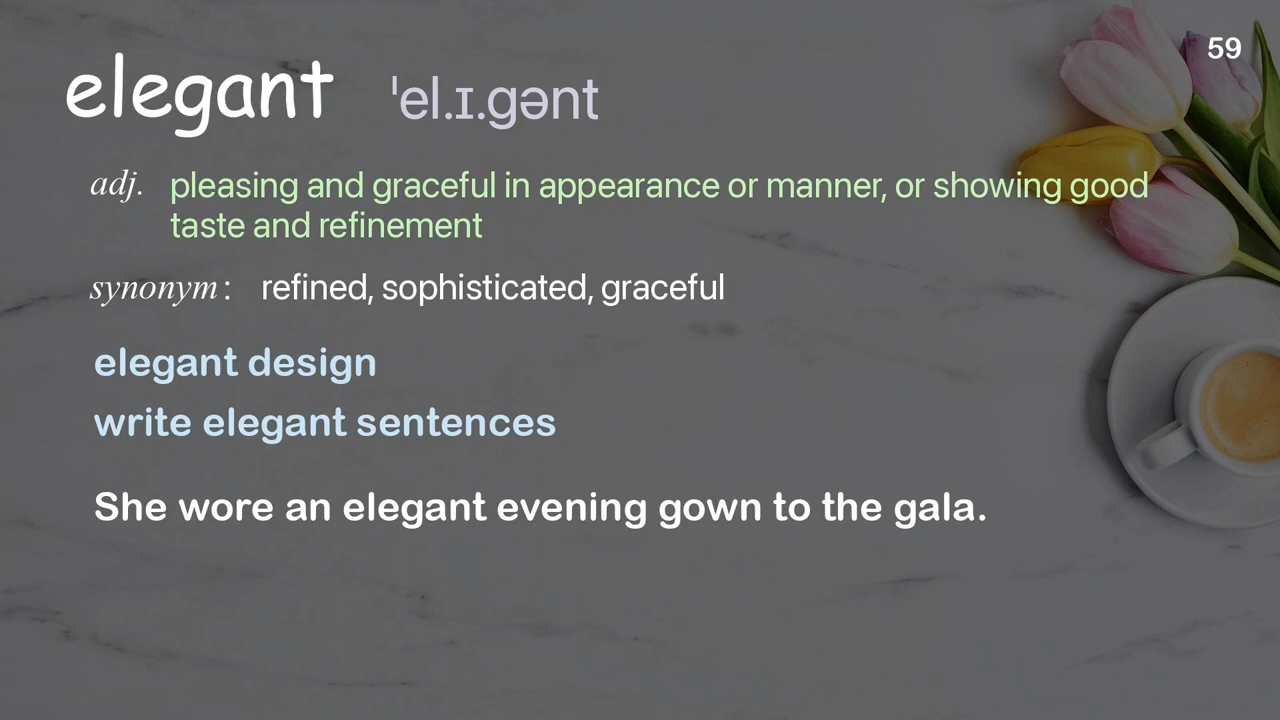 59
elegant ˈel.ɪ.gənt
adj. pleasing and graceful in appearance or manner, or showing good
taste and refinement
synonym: refined, sophisticated, graceful
elegant design
write elegant sentences
She wore an elegant evening gown to the gala.